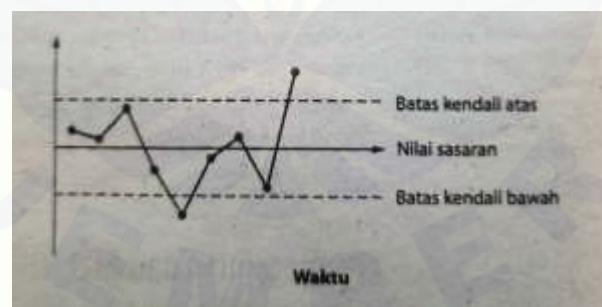 Batas kendali atas
Nilai sasaran
Batas kendali bawah
Waktu